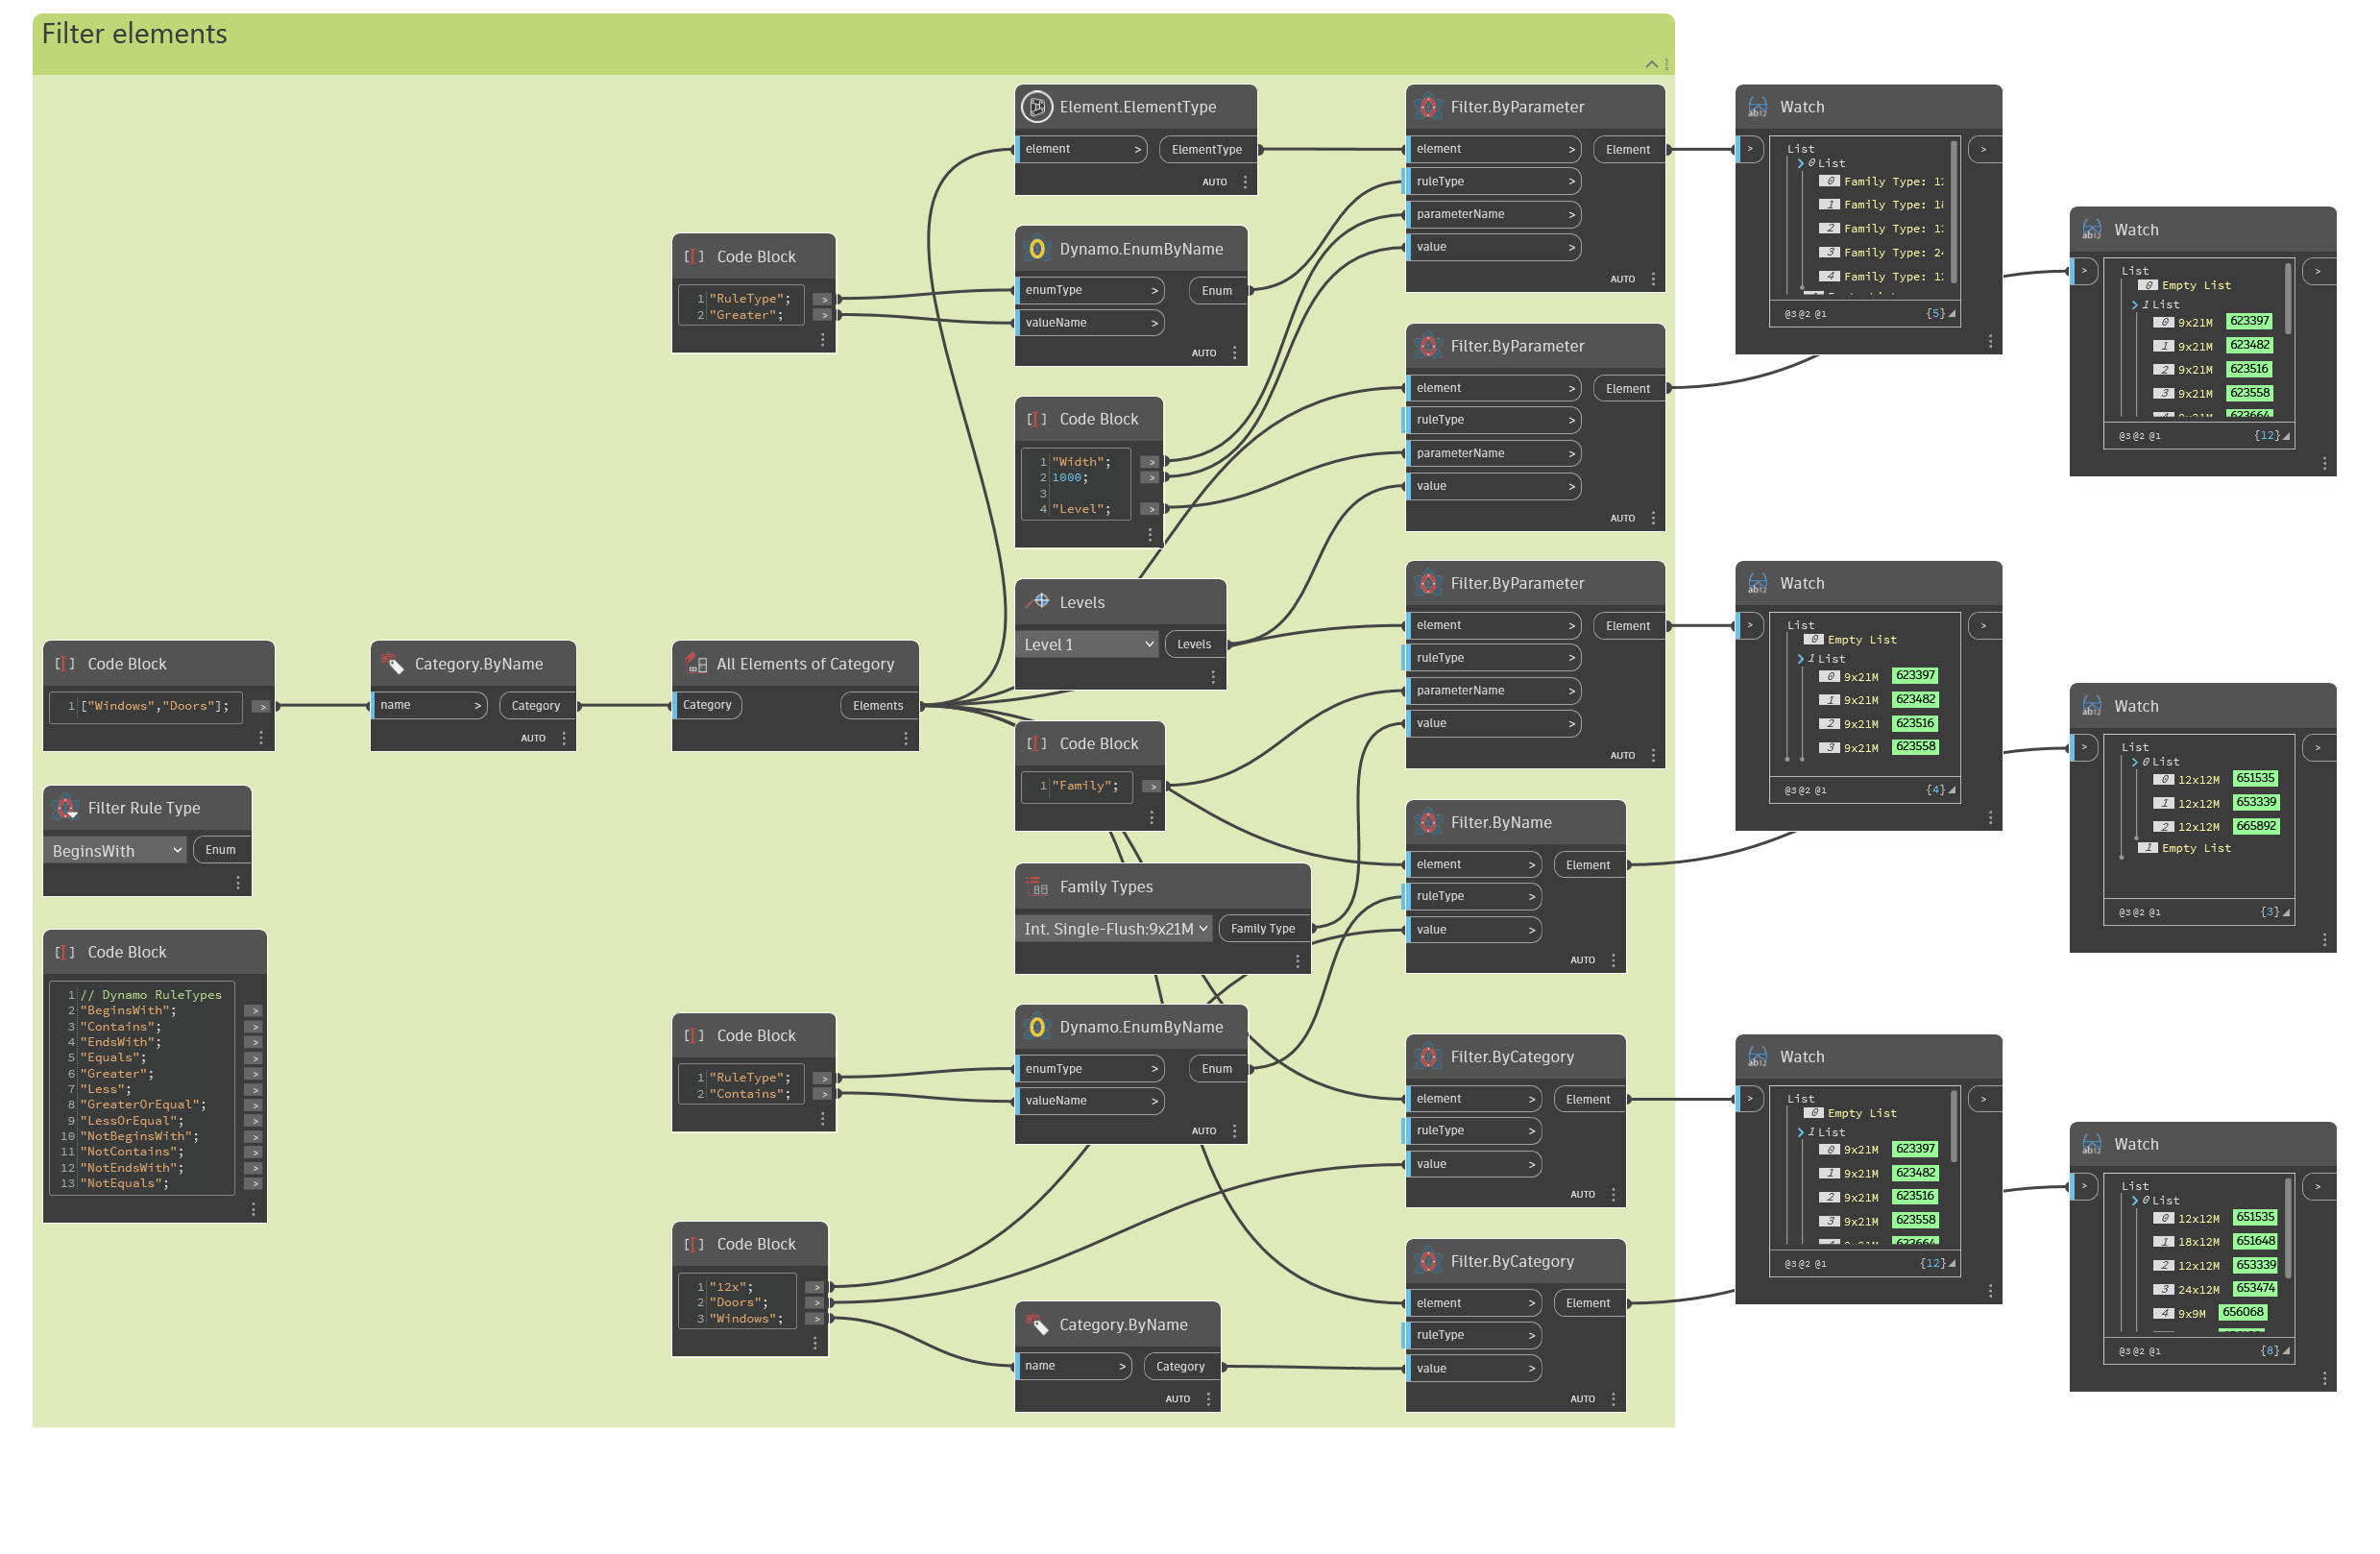 Filter elements
Code Block
1 ["Windows","Doors"];
>
Filter Rule Type
BeginsWith
Enum
Code Block
1 // Dynamo RuleTypes
2 "BeginsWith"; >
3 "Contains"; >
4 "EndsWith"; >
5 "Equals"; >
6 "Greater"; >
7 "Less"; >
8 "GreaterOrEqual"; >
9 "LessOrEqual"; >
10 "NotBeginsWith"; >
11 "NotContains"; >
12 "NotEndsWith"; >
13 "NotEquals"; >
Category.ByName
name > Category
AUTO
Code Block
1 "RuleType"; >
2 "Greater"; >
All Elements of Category
Category Elements
Code Block
1 "RuleType"; >
2 "Contains"; >
Code Block
1 "12x"; >
2 "Doors"; >
3 "Windows"; >
Element.ElementType
element > ElementType
AUTO
Dynamo.EnumByName
enumType > Enum
valueName >
AUTO
Code Block
1 "Width"; >
2 1000; >
3
4 "Level"; >
Levels
Level 1 Levels
Code Block
1 "Family"; >
Family Types
Int. Single-Flush:9x21M Family Type
Dynamo.EnumByName
enumType > Enum
valueName >
AUTO
Category.ByName
name > Category
AUTO
Filter.ByParameter
element > Element
ruleType >
parameterName >
value >
AUTO
Filter.ByParameter
element > Element
ruleType >
parameterName >
value >
AUTO
Filter.ByParameter
element > Element
ruleType >
parameterName >
value >
AUTO
Filter.ByName
element > Element
ruleType >
value >
AUTO
Filter.ByCategory
element > Element
ruleType >
value >
AUTO
Filter.ByCategory
element > Element
ruleType >
value >
AUTO
Watch
> List >
0 List
0 Family Type: 12
1 Family Type: 18
2 Family Type: 12
3 Family Type: 24
4 Family Type: 12
@3 @2 @1 {5}
Watch
> List >
0 Empty List
1 List
0 9x21M 623397
1 9x21M 623482
2 9x21M 623516
3 9x21M 623558
4 9x21M 623664
@3 @2 @1 {12}
Watch
> List >
0 Empty List
1 List
0 9x21M 623397
1 9x21M 623482
2 9x21M 623516
3 9x21M 623558
@3 @2 @1 {4}
Watch
> List >
0 List
0 12x12M 651535
1 12x12M 653339
2 12x12M 665892
1 Empty List
@3 @2 @1 {3}
Watch
> List >
0 Empty List
1 List
0 9x21M 623397
1 9x21M 623482
2 9x21M 623516
3 9x21M 623558
4 9x21M 623664
@3 @2 @1 {12}
Watch
> List >
0 List
0 12x12M 651535
1 18x12M 651648
2 12x12M 653339
3 24x12M 653474
4 9x9M 656068
@3 @2 @1 {8}